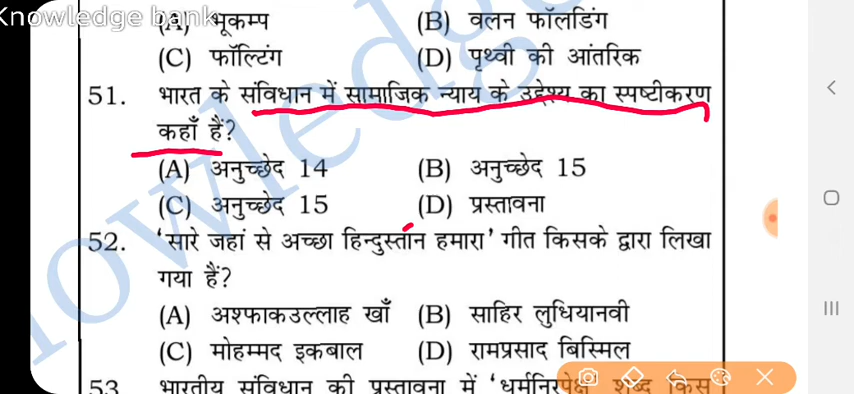 Knowledge bank
(A) भूकम्प (B) वलन फॉलडिंग
(C) फॉल्टिंग (D) पृथ्वी की आंतरिक
51. भारत के संविधान में सामाजिक न्याय के उद्देश्य का स्पष्टीकरण
कहाँ हैं?
(A) अनुच्छेद 14 (B) अनुच्छेद 15
(C) अनुच्छेद 15 (D) प्रस्तावना
52. ‘सारे जहां से अच्छा हिन्दुस्तान हमारा’ गीत किसके द्वारा लिखा
गया हैं?
(A) अश्फाकउल्लाह खाँ (B) साहिर लुधियानवी
(C) मोहम्मद इकबाल (D) रामप्रसाद बिस्मिल
53 भारतीय संविधान की प्रस्तावना में ‘धर्मनिरपेक्ष’ शब्द किस